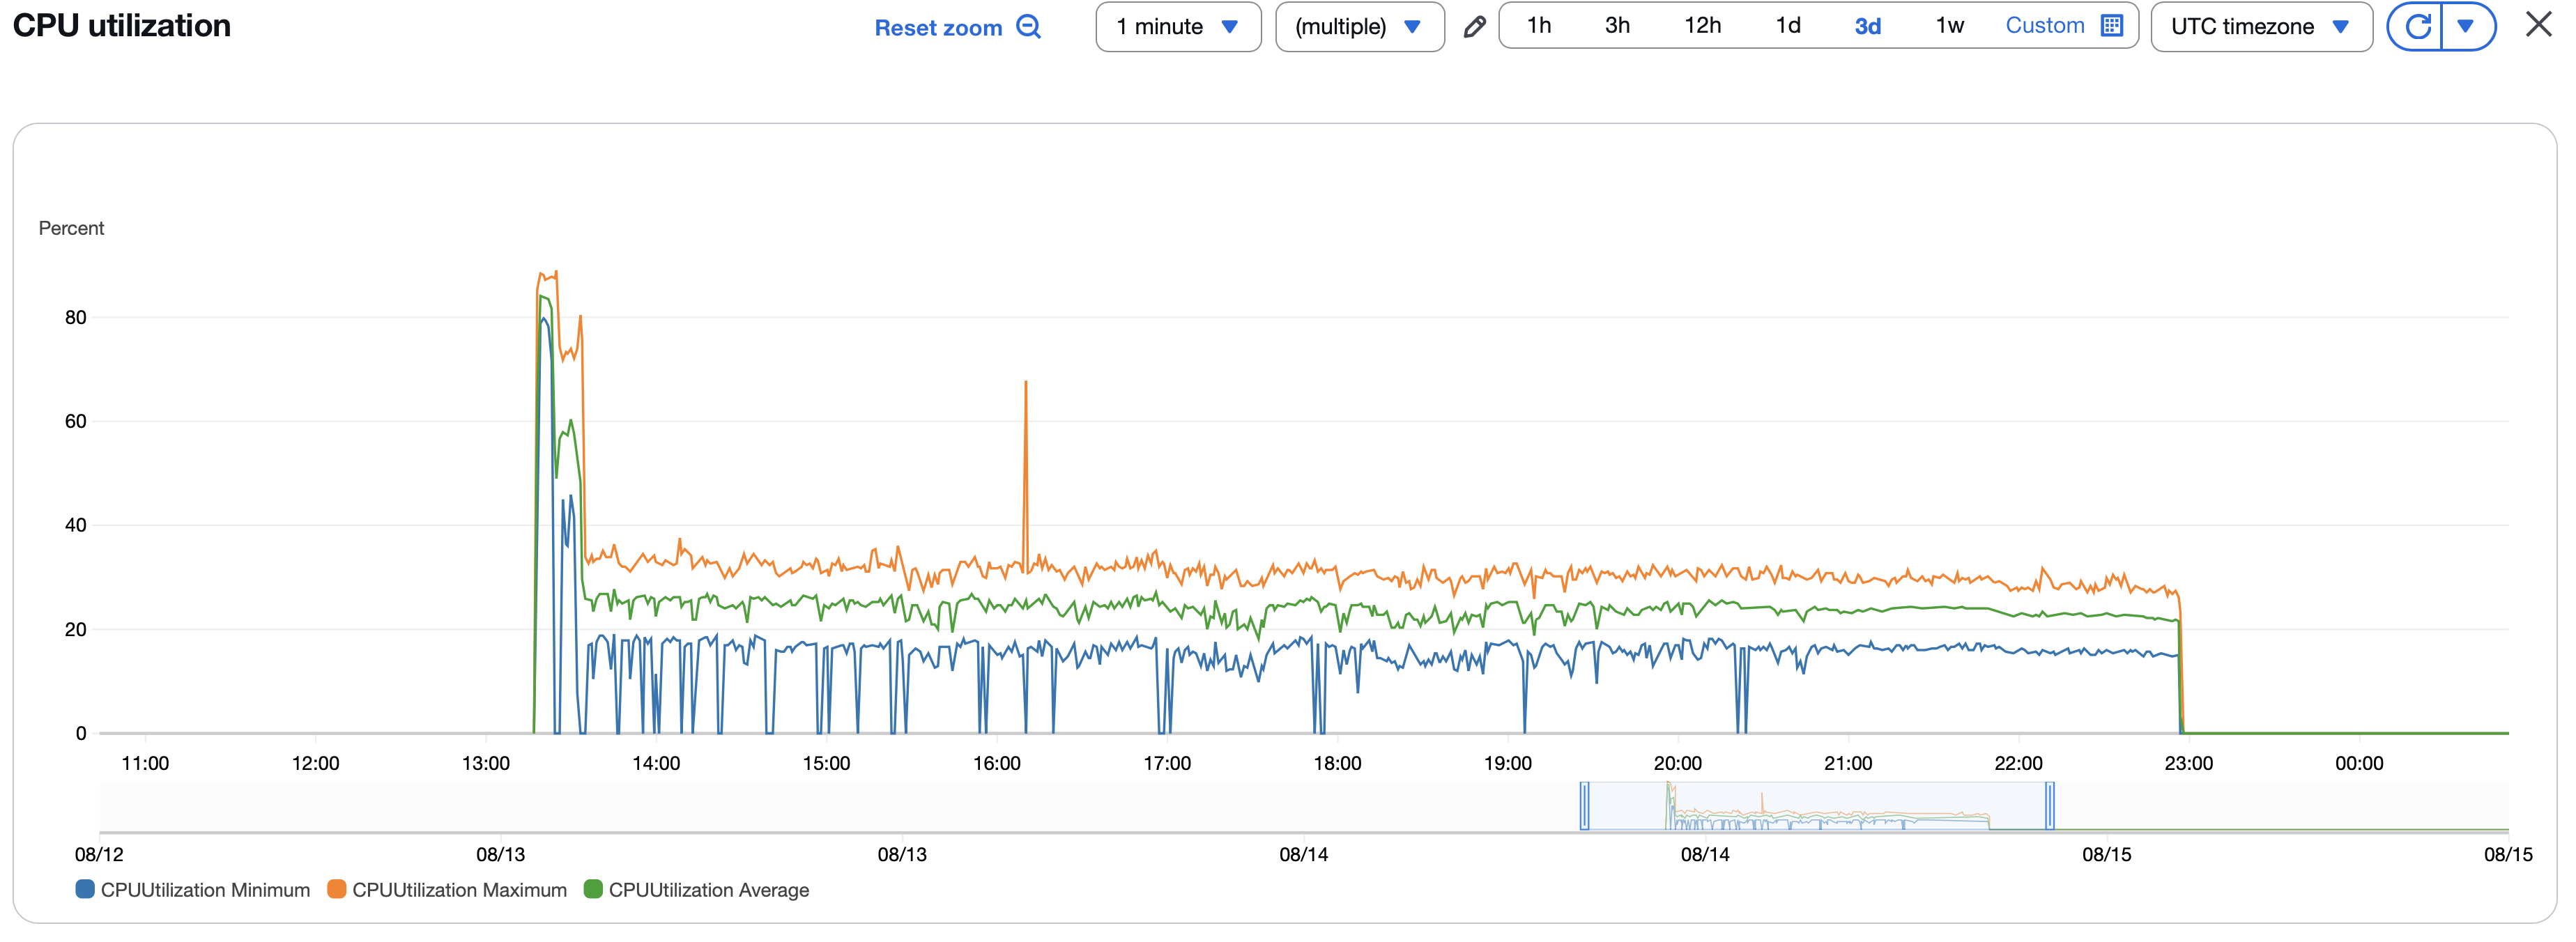 CPU utilization
Reset zoom
1 minute
(multiple)
1h 3h 12h 1d 3d 1w Custom
UTC timezone
Percent
80
60
40
20
0
11:00 12:00 13:00 14:00 15:00 16:00 17:00 18:00 19:00 20:00 21:00 22:00 23:00 00:00
08/12 08/13 08/13 08/14 08/14 08/15 08/15
CPUUtilization Minimum CPUUtilization Maximum CPUUtilization Average